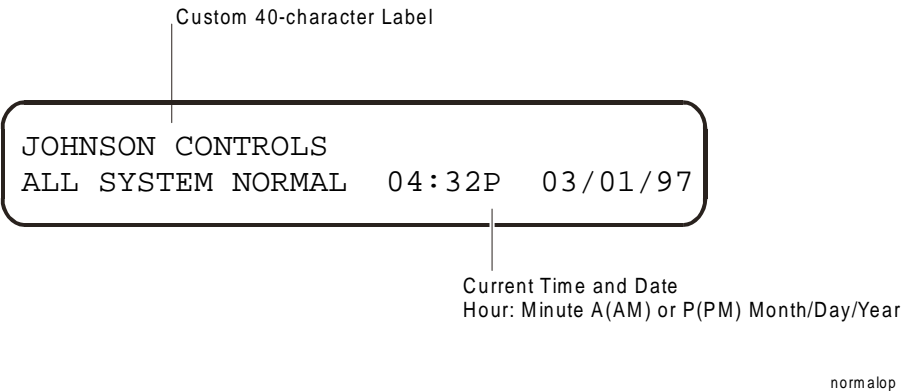 Custom 40-character Label
JOHNSON CONTROLS
ALL SYSTEM NORMAL 04:32P 03/01/97
Current Time and Date
Hour: Minute A(AM) or P(PM) Month/Day/Year
normalop